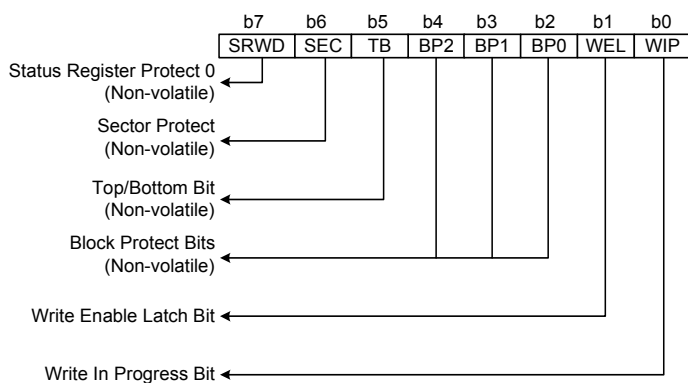 b7 b6 b5 b4 b3 b2 b1 b0
SRWD SEC TB BP2 BP1 BP0 WEL WIP
Status Register Protect 0
(Non-volatile)
Sector Protect
(Non-volatile)
Top/Bottom Bit
(Non-volatile)
Block Protect Bits
(Non-volatile)
Write Enable Latch Bit
Write In Progress Bit